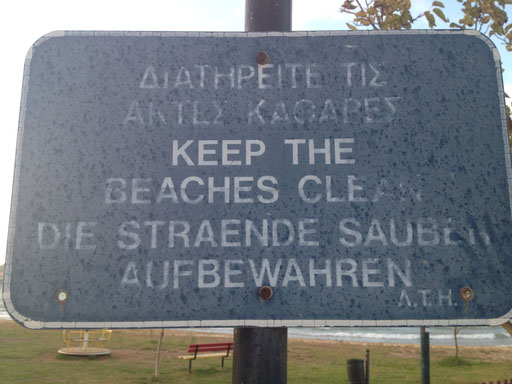 ΔΙΑΤΗΡΕΙΤΕ ΤΙΣ
ΑΚΤΕΣ ΚΑΘΑΡΕΣ
KEEP THE
BEACHES CLEAN
DIE STRAENDE SAUBER
AUFBEWAHREN
Λ.Τ.Η.